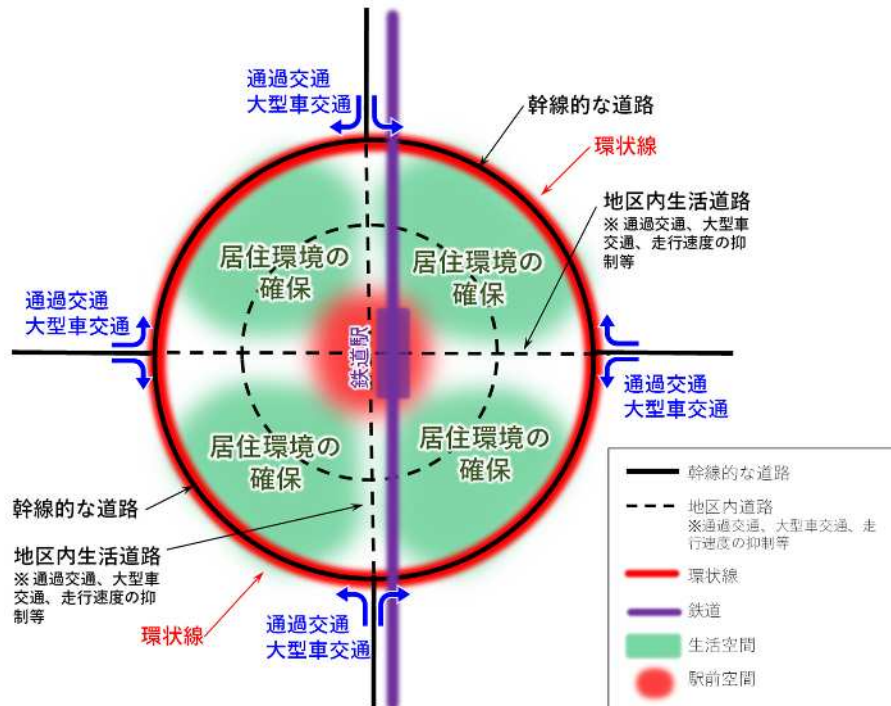 通過交通
大型車交通
幹線的な道路
環状線
地区内生活道路
※ 通過交通、大型車
交通、走行速度の抑
制等
居住環境の
確保
居住環境の
確保
通過交通
大型車交通
鉄道駅
通過交通
大型車交通
居住環境の
確保
居住環境の
確保
幹線的な道路
地区内生活道路
※ 通過交通、大型車
交通、走行速度の抑
制等
環状線
通過交通
大型車交通
幹線的な道路
地区内道路
※通過交通、大型車交通、走
行速度の抑制等
環状線
鉄道
生活空間
駅前空間